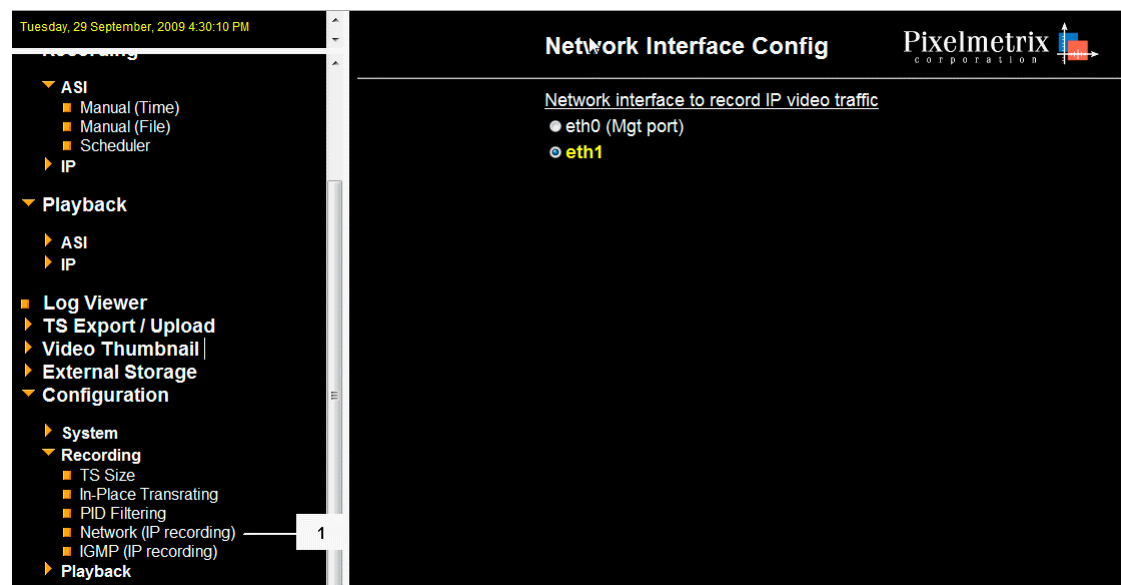 Tuesday, 29 September, 2009 4:30:10 PM
Recording
ASI
Manual (Time)
Manual (File)
Scheduler
IP
Playback
ASI
IP
Log Viewer
TS Export / Upload
Video Thumbnail
External Storage
Configuration
System
Recording
TS Size
In-Place Transrating
PID Filtering
Network (IP recording)
1
IGMP (IP recording)
Playback
Network Interface Config
Pixelmetrix
corporation
Network interface to record IP video traffic
eth0 (Mgt port)
eth1